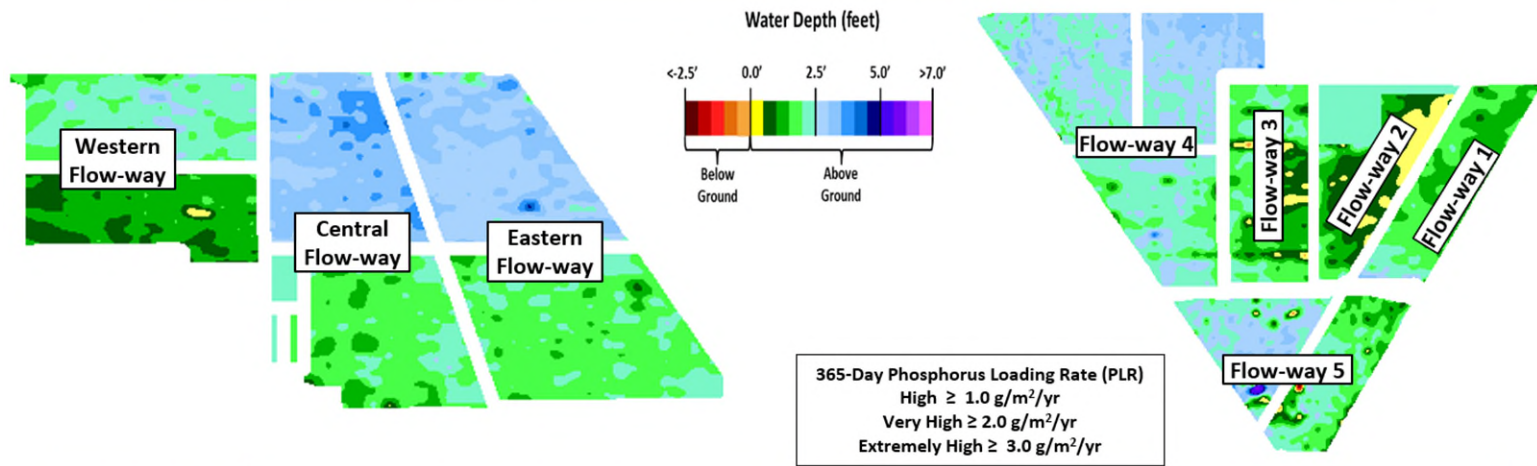 Water Depth (feet)
<-2.5' 0.0' 2.5' 5.0' >7.0'
Below
Ground
Above
Ground
Western
Flow-way
Central
Flow-way
Eastern
Flow-way
Flow-way 4
Flow-way 3
Flow-way 2
Flow-way 1
Flow-way 5
365-Day Phosphorus Loading Rate (PLR)
High ≥ 1.0 g/m²/yr
Very High ≥ 2.0 g/m²/yr
Extremely High ≥ 3.0 g/m²/yr